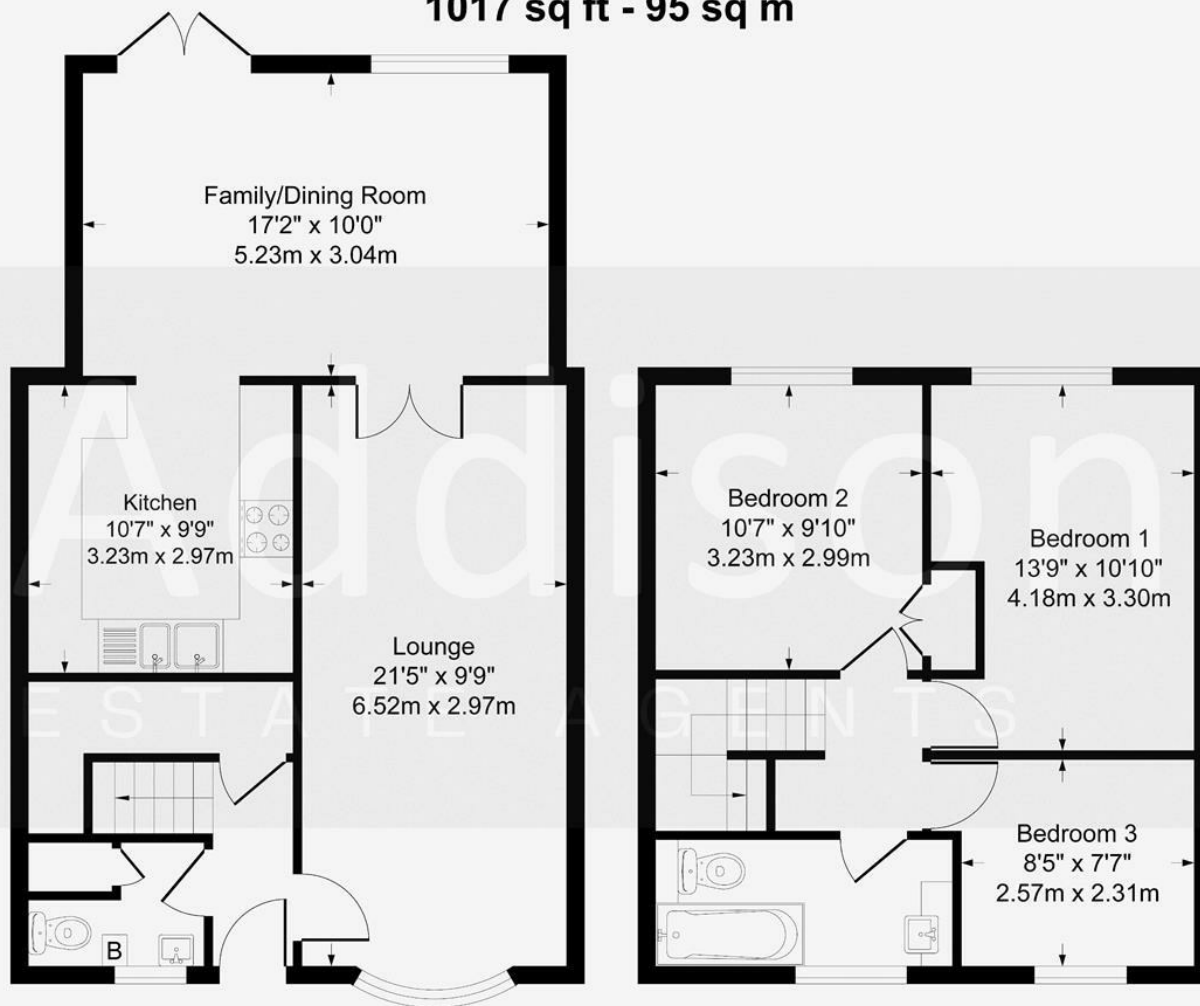 1017 sq ft - 95 sq m
Family/Dining Room
17'2" x 10'0"
5.23m x 3.04m
Kitchen
10'7" x 9'9"
3.23m x 2.97m
Lounge
21'5" x 9'9"
6.52m x 2.97m
B
Bedroom 2
10'7" x 9'10"
3.23m x 2.99m
Bedroom 1
13'9" x 10'10"
4.18m x 3.30m
Bedroom 3
8'5" x 7'7"
2.57m x 2.31m
Addison
ESTATE AGENTS